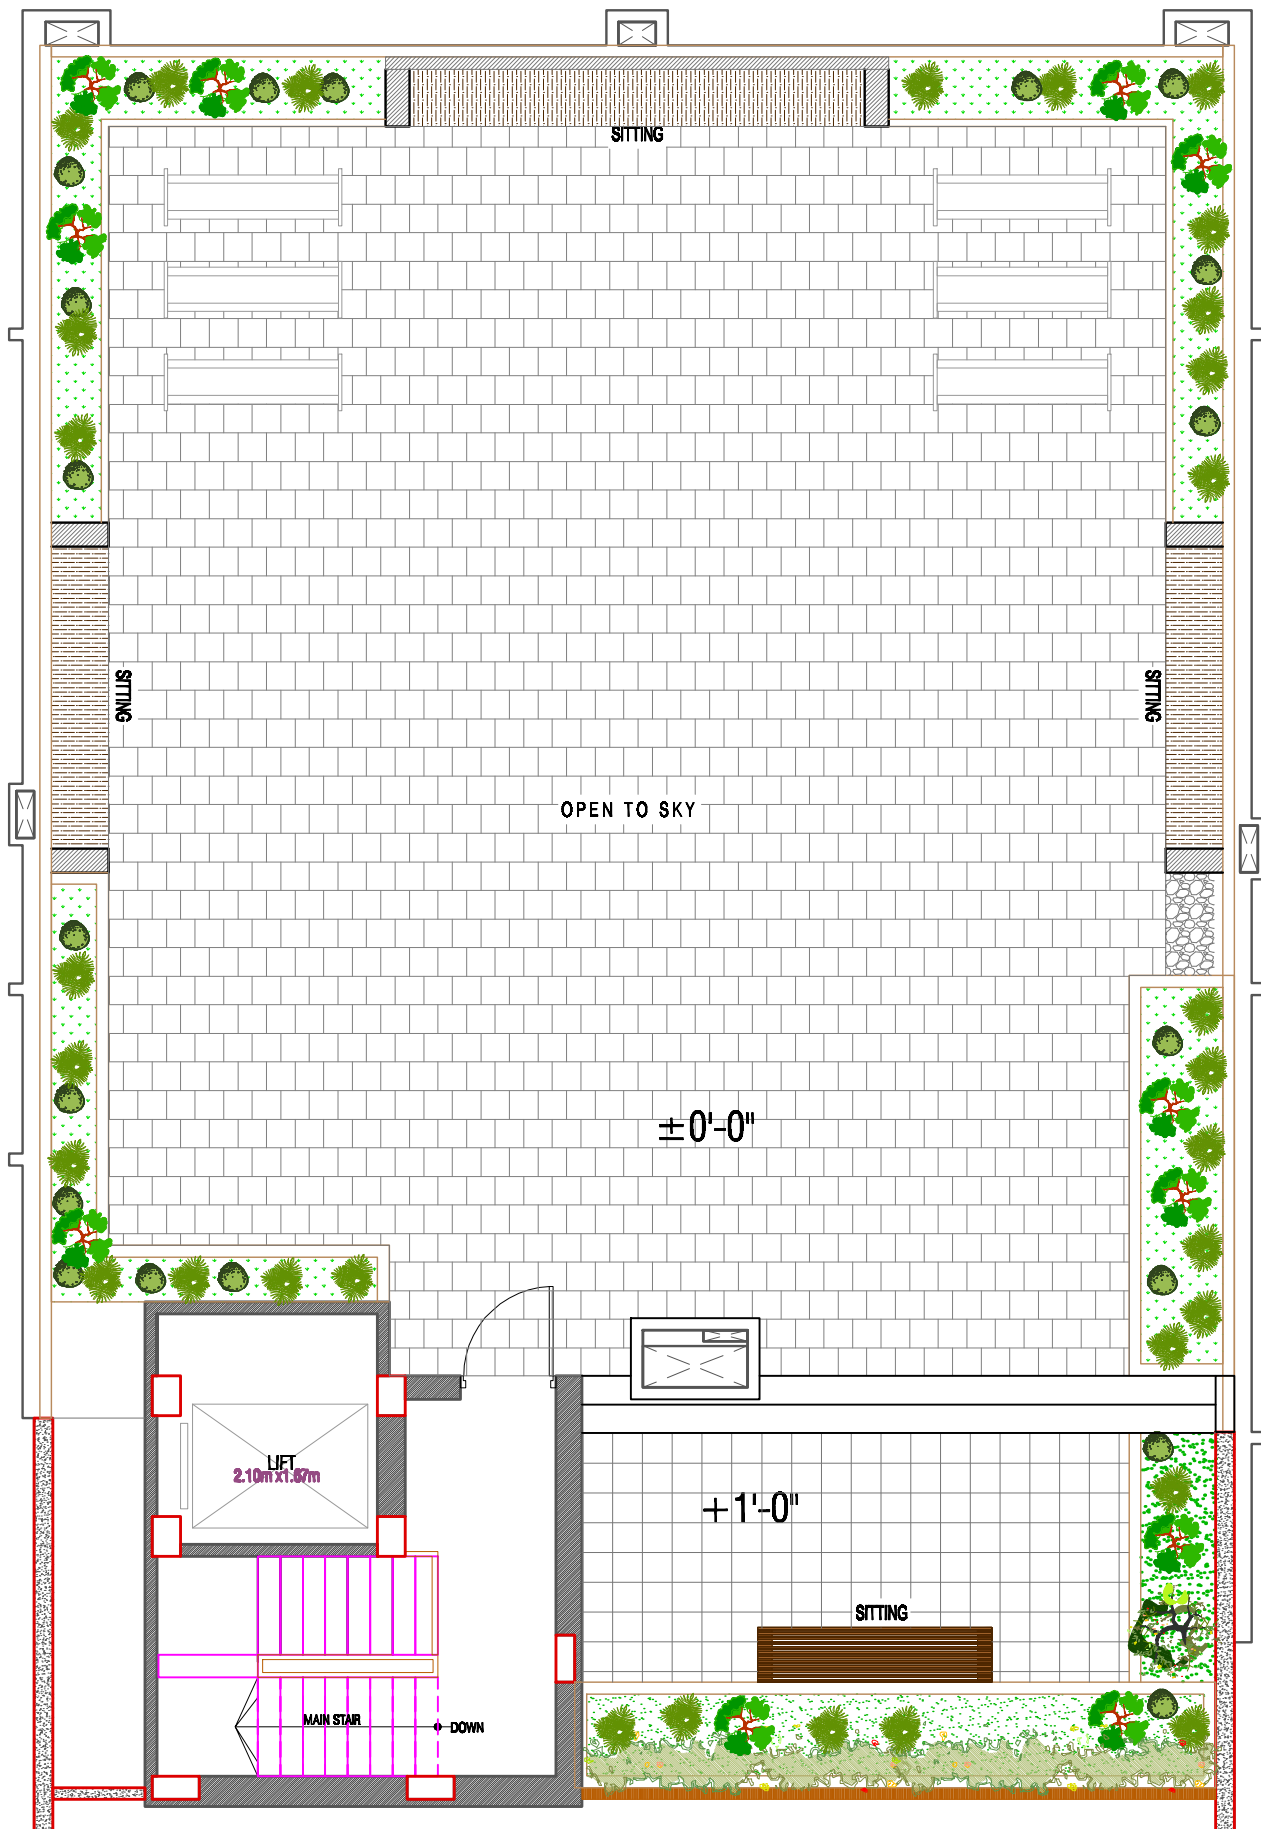 SITTING
SITTING
SITTING
OPEN TO SKY
±0'-0"
LIFT
2.10m x1.67m
+1'-0"
SITTING
MAIN STAIR
DOWN